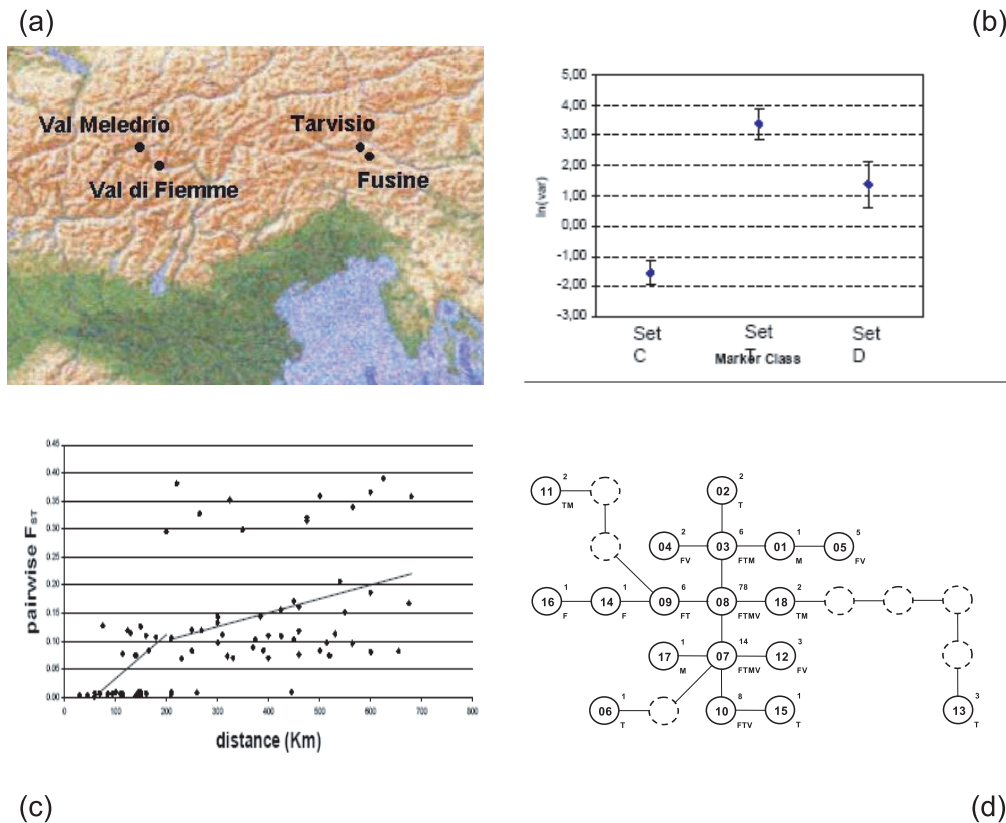 (a)
(b)
Val Meledrio
Tarvisio
Val di Fiemme
Fusine
5,00
4,00
3,00
2,00
1,00
0,00
-1,00
-2,00
-3,00
ln(var)
Set C
Set T
Set D
Marker Class
0.45
0.40
0.35
0.30
0.25
0.20
0.15
0.10
0.05
0.00
pairwise FST
0 100 200 300 400 500 600 700 800
distance (Km)
11 2 TM
02 2 T
04 2 FV
03 6 FTM
01 1 M
05 5 FV
16 1 F
14 1 F
09 6 FT
08 78 FTMV
18 2 TM
17 1 M
07 14 FTMV
12 3 FV
06 1 T
10 8 FTV
15 1 T
13 3 T
(c)
(d)